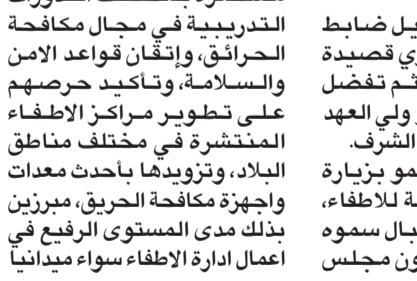 التدريبية في مجال مكافحة
الحرائق، وإتقان قواعد الامن
والسلامة، وتأكيد حرصهم
على تطوير مراكز الاطفاء
المنتشرة في مختلف مناطق
البلاد، وتزويدها بأحدث معدات
واجهزة مكافحة الحريق، مبرزين
بذلك مدى المستوى الرفيع في
اعمال ادارة الاطفاء سواء ميدانيا
يل ضابط
ي قصيدة
ثم تفضل
ولي العهد
الشرف.
مو بزيارة
ة للاطفاء،
بال سموه
ون مجلس